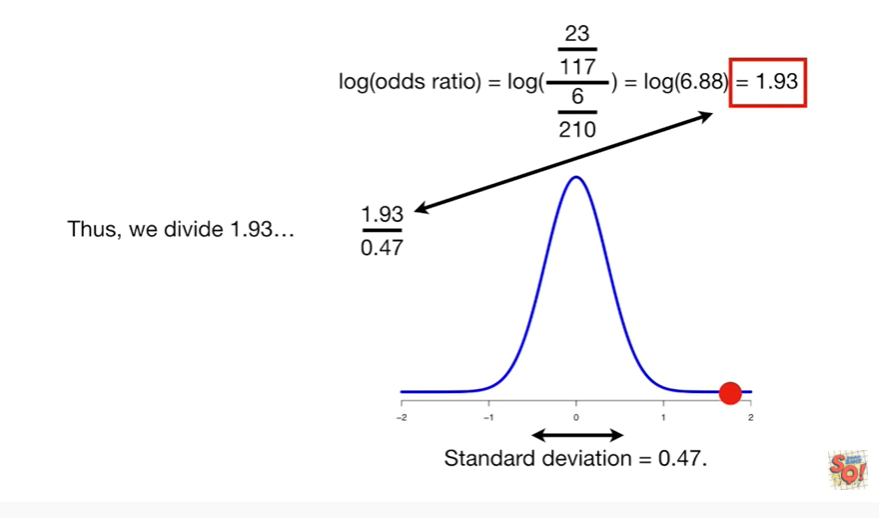 23
117
log(odds ratio) = log( ) = log(6.88) = 1.93
6
210
Thus, we divide 1.93...
1.93
0.47
-2 -1 0 1 2
Standard deviation = 0.47.
SQ!